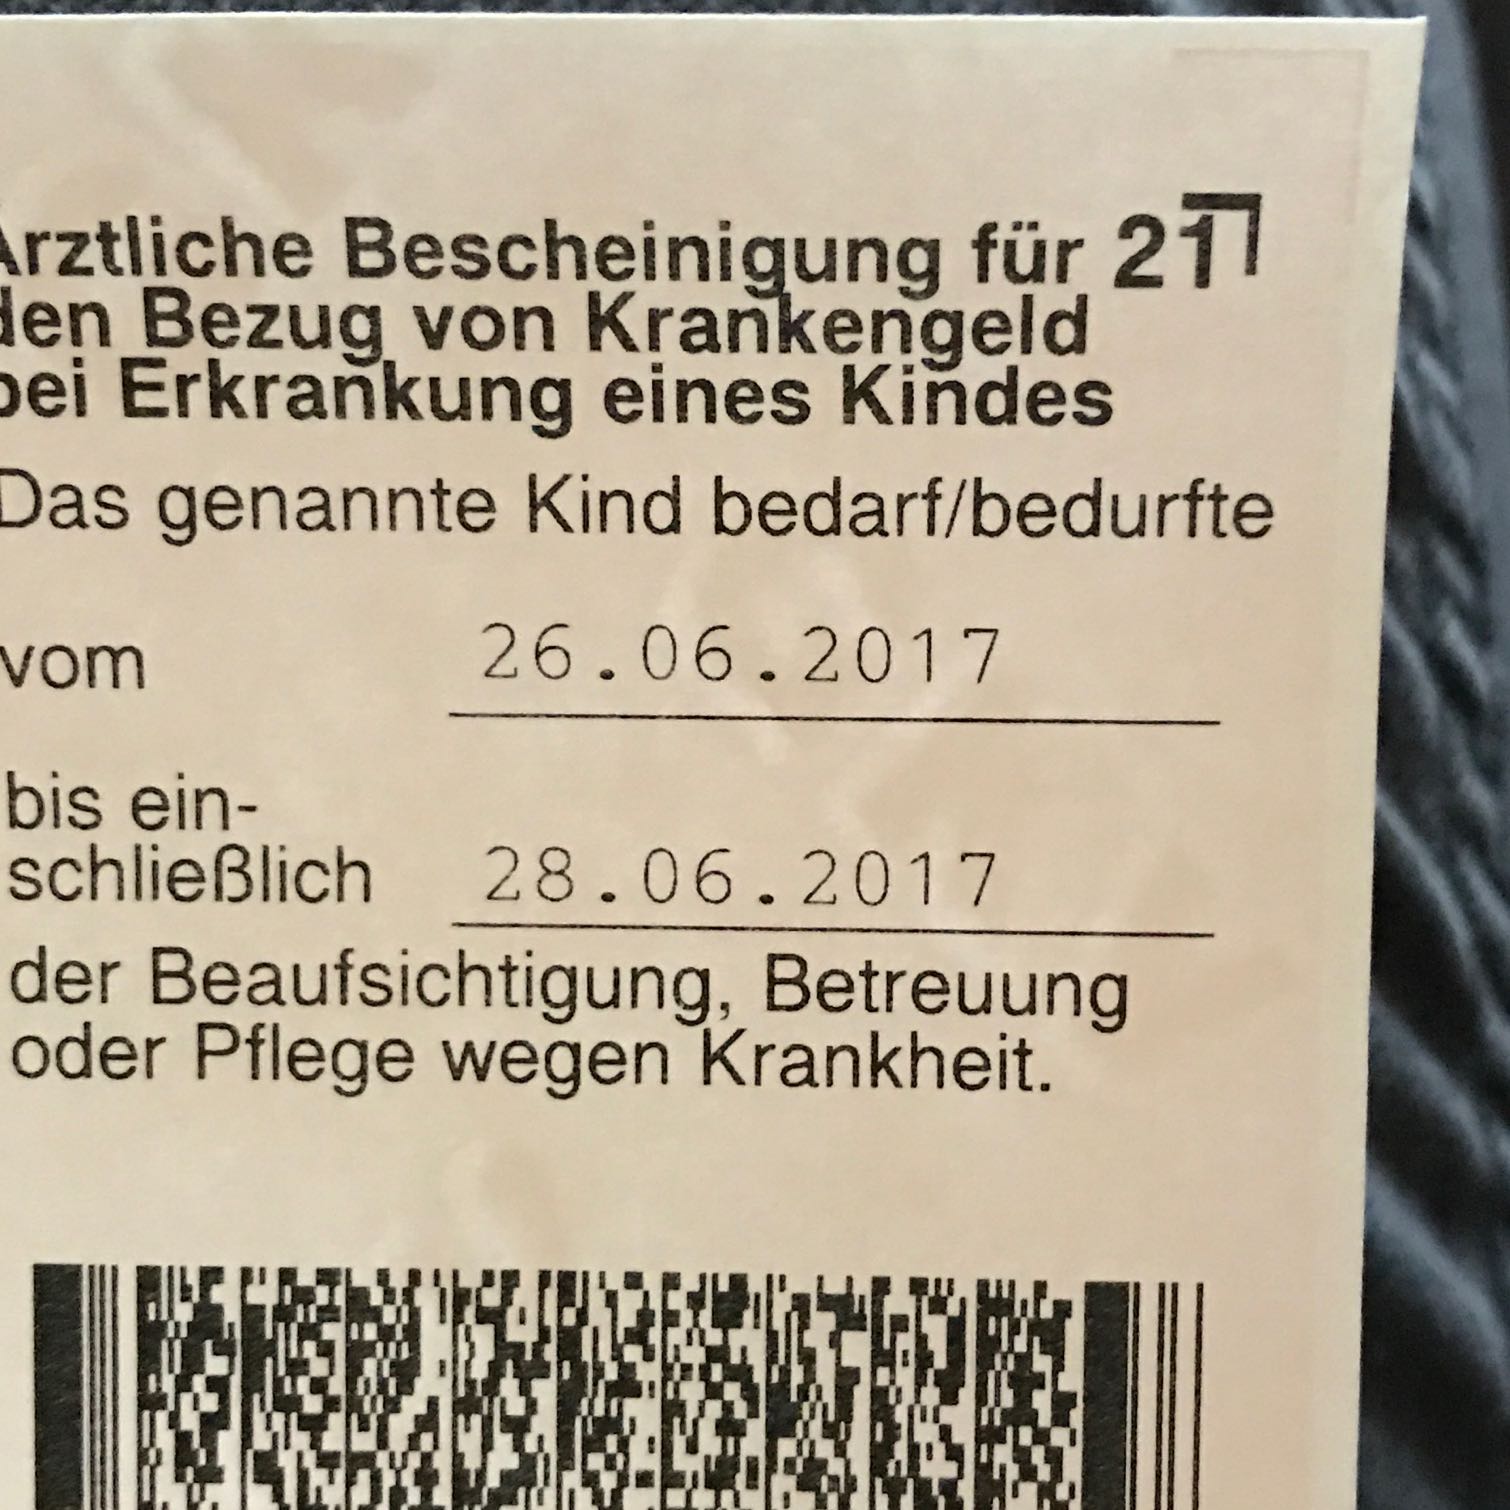 Ärztliche Bescheinigung für 21
den Bezug von Krankengeld
bei Erkrankung eines Kindes
Das genannte Kind bedarf/bedurfte
vom 26.06.2017
bis ein-
schließlich 28.06.2017
der Beaufsichtigung, Betreuung
oder Pflege wegen Krankheit.